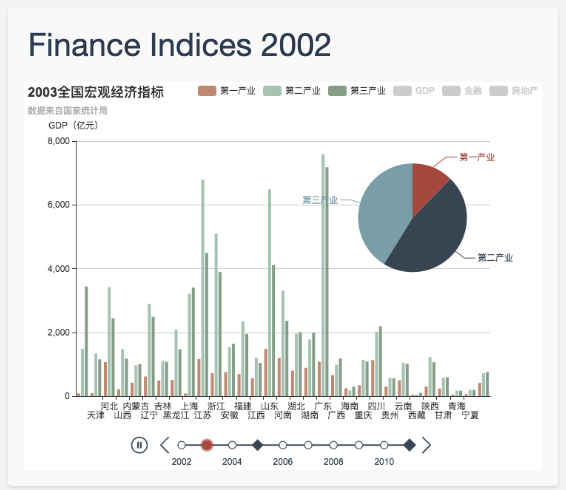 Finance Indices 2002
2003全国宏观经济指标
第一产业 第二产业 第三产业 GDP 金融 房地产
数据来自国家统计局
GDP（亿元）
8,000
6,000
4,000
2,000
0
第一产业
第三产业
第二产业
河北 内蒙古 吉林 上海 浙江 福建 山东 湖北 广东 海南 四川 云南 陕西 青海
天津 山西 辽宁 黑龙江 江苏 安徽 江西 河南 湖南 广西 重庆 贵州 西藏 甘肃 宁夏
2002 2004 2006 2008 2010